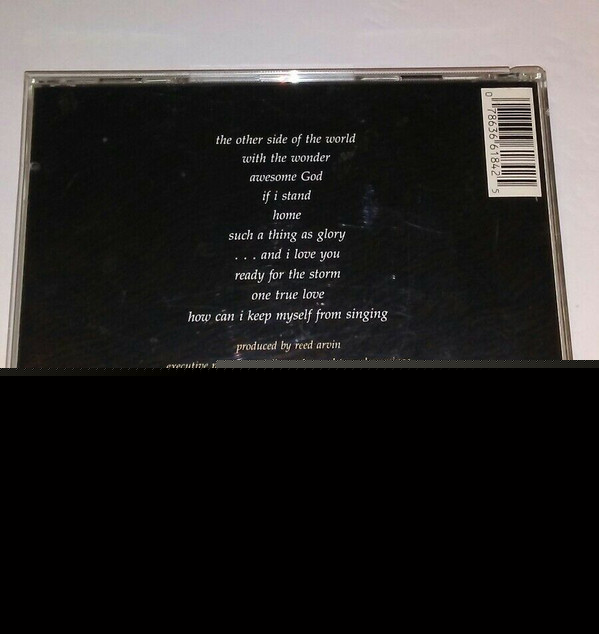 the other side of the world
with the wonder
awesome God
if i stand
home
such a thing as glory
. . . and i love you
ready for the storm
one true love
how can i keep myself from singing
produced by reed arvin
executive
0 78636 61842 5